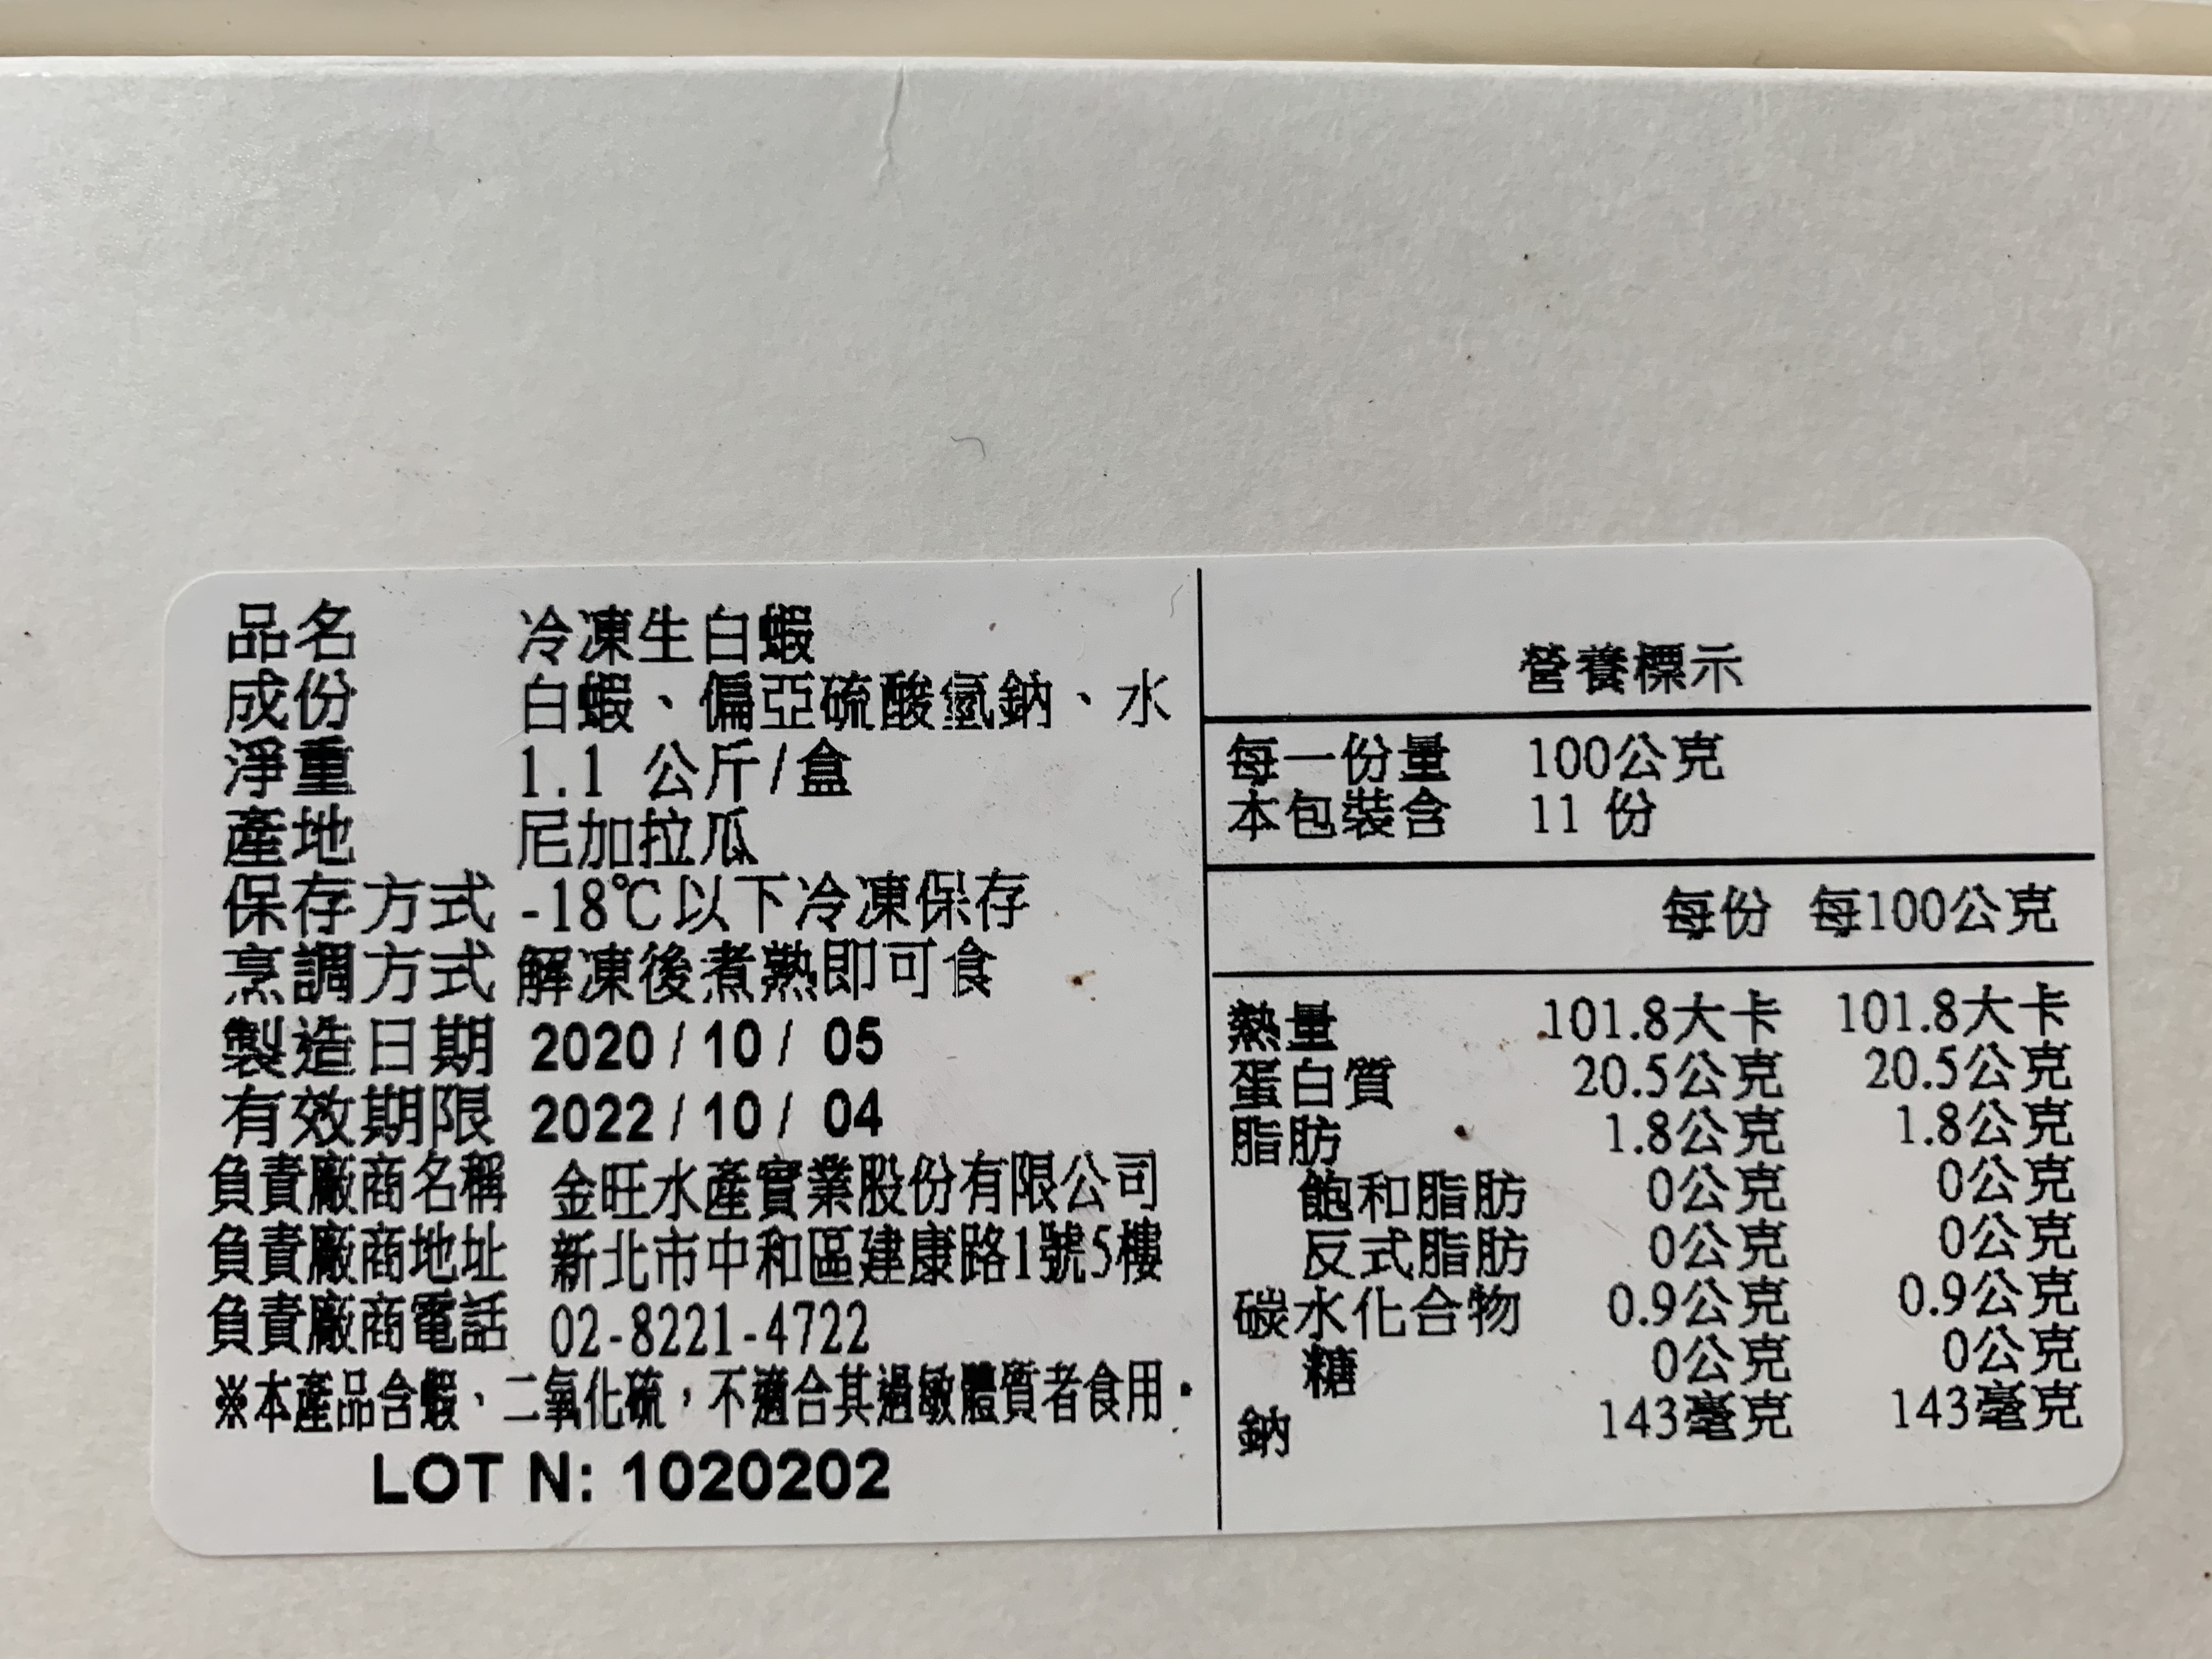 品名 冷凍生白蝦
成份 白蝦、偏亞硫酸氫鈉、水
淨重 1.1 公斤/盒
產地 尼加拉瓜
保存方式 -18℃以下冷凍保存
烹調方式 解凍後煮熟即可食
製造日期 2020/10/ 05
有效期限 2022/10/ 04
負責廠商名稱 金旺水產實業股份有限公司
負責廠商地址 新北市中和區建康路1號5樓
負責廠商電話 02-8221-4722
※本產品含蝦、二氧化硫，不適合其過敏體質者食用.
LOT N: 1020202
營養標示
每一份量 100公克
本包裝含 11 份
每份 每100公克
熱量 101.8大卡 101.8大卡
蛋白質 20.5公克 20.5公克
脂肪 1.8公克 1.8公克
飽和脂肪 0公克 0公克
反式脂肪 0公克 0公克
碳水化合物 0.9公克 0.9公克
糖 0公克 0公克
鈉 143毫克 143毫克